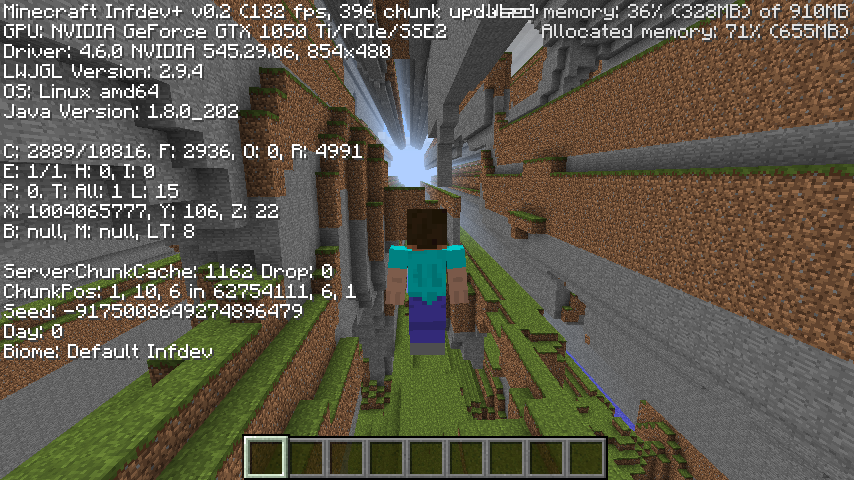 Minecraft Infdev+ v0.2 (132 fps, 396 chunk updates) memory: 36% (328MB) of 910MB
GPU: NVIDIA GeForce GTX 1050 Ti/PCIe/SSE2 Allocated memory: 71% (655MB)
Driver: 4.6.0 NVIDIA 545.29.06, 854x480
LWJGL Version: 2.9.4
OS: Linux amd64
Java Version: 1.8.0_202
C: 2889/10816. F: 2936, O: 0, R: 4991
E: 1/1. H: 0, I: 0
P: 0, T: All: 1 L: 15
X: 1004065777, Y: 106, Z: 22
B: null, M: null, LT: 8
ServerChunkCache: 1162 Drop: 0
ChunkPos: 1, 10, 6 in 62754111, 6, 1
Seed: -9175008649274896479
Day: 0
Biome: Default Infdev